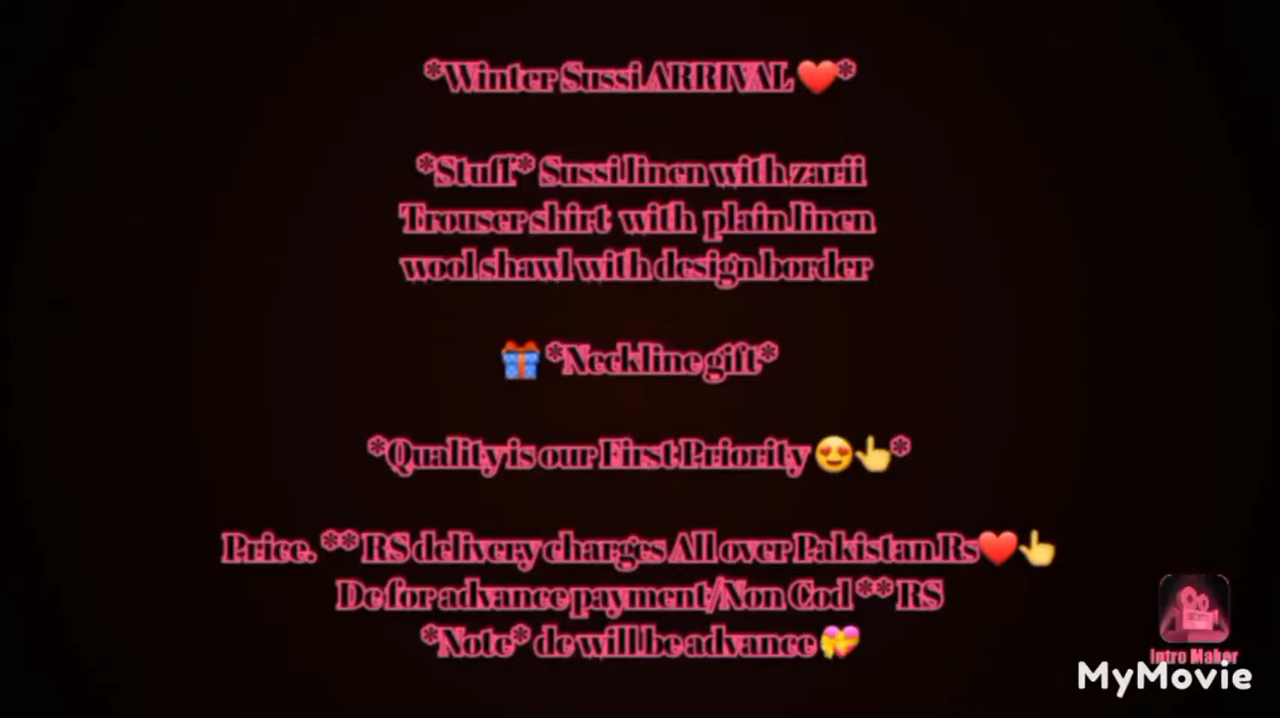 *Winter Sussi ARRIVAL ❤️*
*Stuff* Sussi linen with zarii
Trouser shirt with plain linen
wool shawl with design border
🎁 *Neckline gift*
*Quality is our First Priority 😍👆*
Price. ** RS delivery charges All over Pakistan Rs❤️👆
Dc for advance payment/Non Cod ** RS
*Note* dc will be advance 💝
Intro Maker
MyMovie